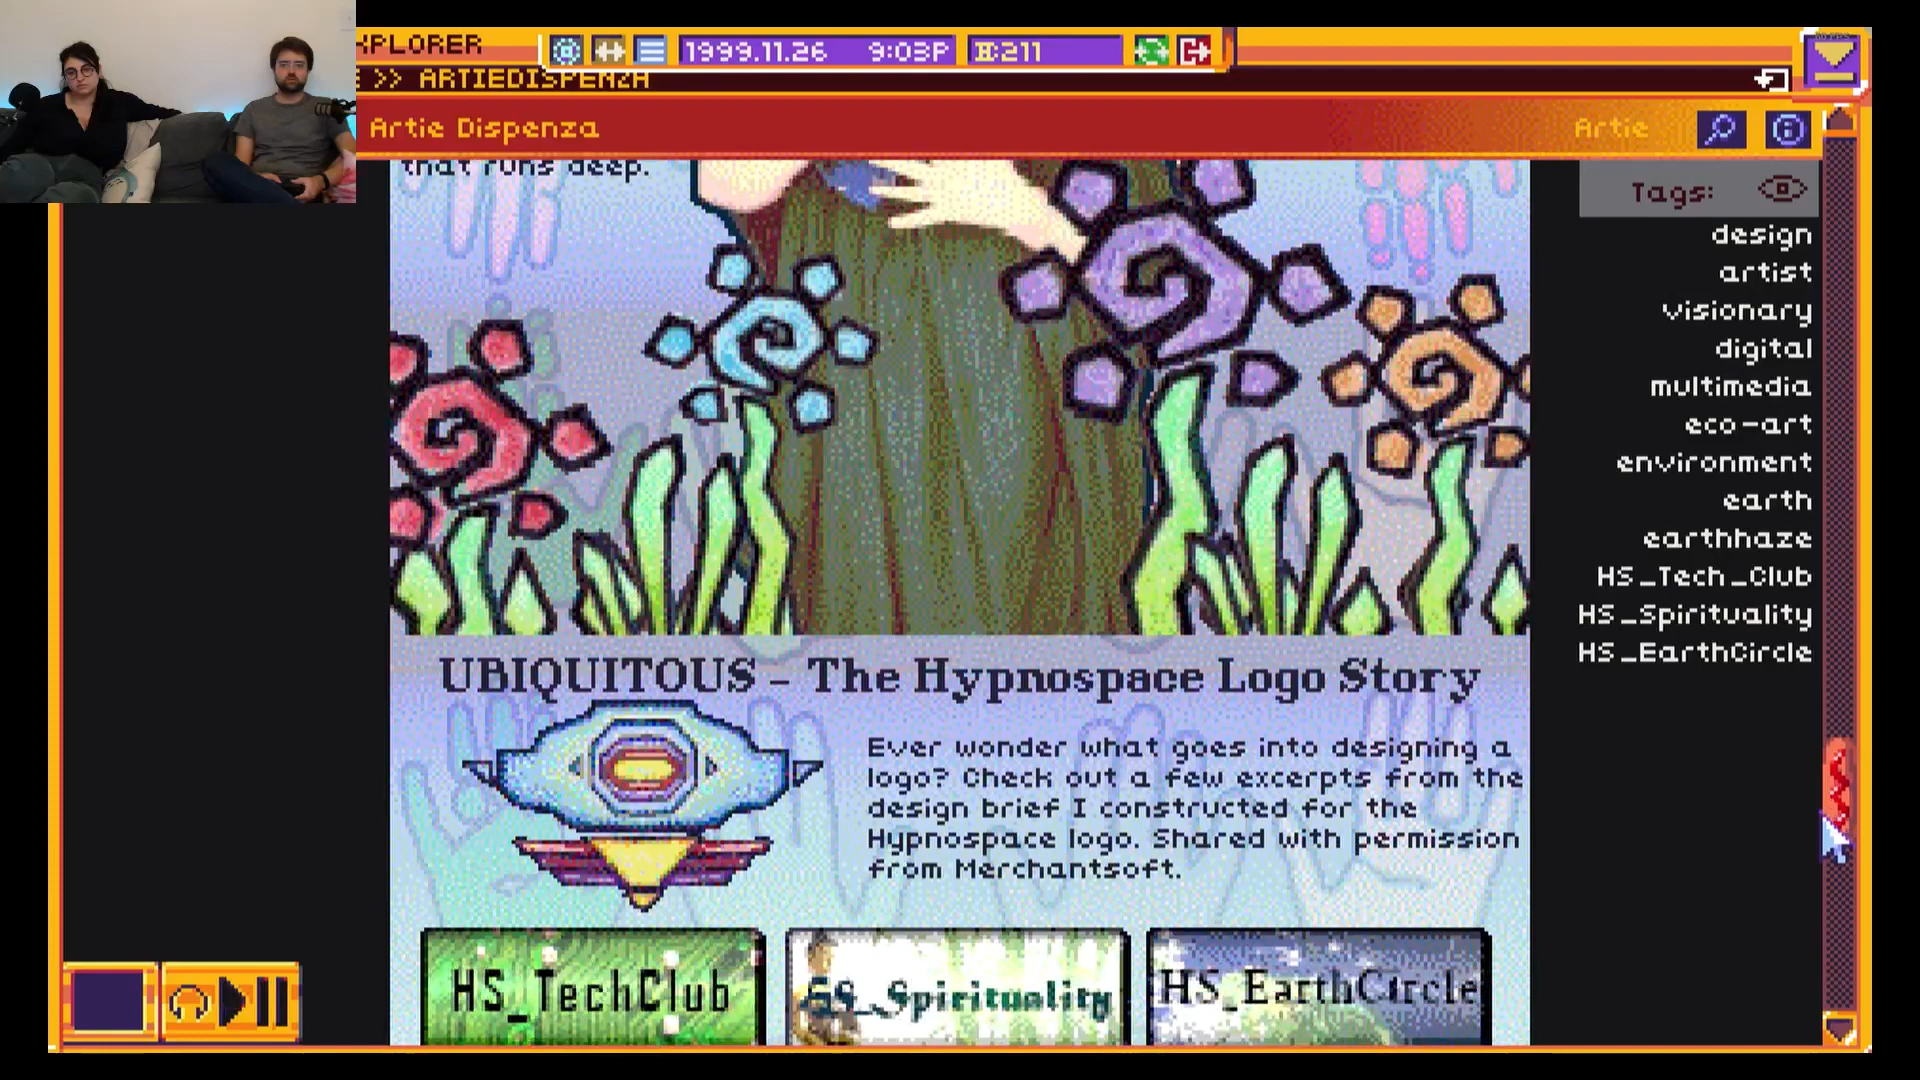 XPLORER
1999.11.26 9:03P
211
>> ARTIEDISPENZA
Artie Dispenza
Artie
that runs deep.
Tags:
design
artist
visionary
digital
multimedia
eco-art
environment
earth
earthhaze
HS_Tech_Club
HS_Spirituality
HS_EarthCircle
UBIQUITOUS - The Hypnospace Logo Story
Ever wonder what goes into designing a
logo? Check out a few excerpts from the
design brief I constructed for the
Hypnospace logo. Shared with permission
from Merchantsoft.
HS_TechClub
HS_Spirituality
HS_EarthCircle